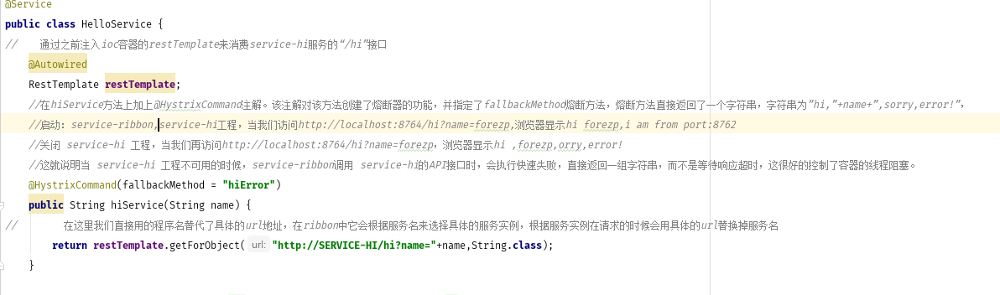 @Service
public class HelloService {
//    通过之前注入ioc容器的restTemplate来消费service-hi服务的“/hi”接口
@Autowired
RestTemplate restTemplate;
//在hiService方法上加上@HystrixCommand注解。该注解对该方法创建了熔断器的功能，并指定了fallbackMethod熔断方法，熔断方法直接返回了一个字符串，字符串为”hi,”+name+”,sorry,error!”，
//启动：service-ribbon,service-hi工程，当我们访问http://localhost:8764/hi?name=forezp,浏览器显示hi forezp,i am from port:8762
//关闭 service-hi 工程，当我们再访问http://localhost:8764/hi?name=forezp，浏览器显示hi ,forezp,orry,error!
//这就说明当 service-hi 工程不可用的时候，service-ribbon调用 service-hi的API接口时，会执行快速失败，直接返回一组字符串，而不是等待响应超时，这很好的控制了容器的线程阻塞。
@HystrixCommand(fallbackMethod = "hiError")
public String hiService(String name) {
//        在这里我们直接用的程序名替代了具体的url地址，在ribbon中它会根据服务名来选择具体的服务实例，根据服务实例在请求的时候会用具体的url替换掉服务名
return restTemplate.getForObject( url: "http://SERVICE-HI/hi?name="+name,String.class);
}